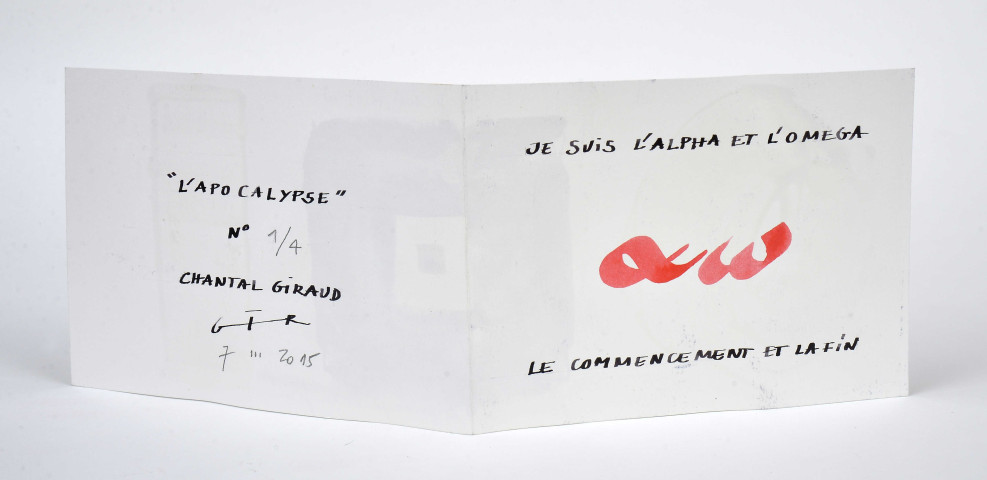 "L'APOCALYPSE"
N° 1/4
CHANTAL GIRAUD
GIR
7 III 2015
JE SUIS L'ALPHA ET L'OMEGA
αω
LE COMMENCEMENT ET LA FIN